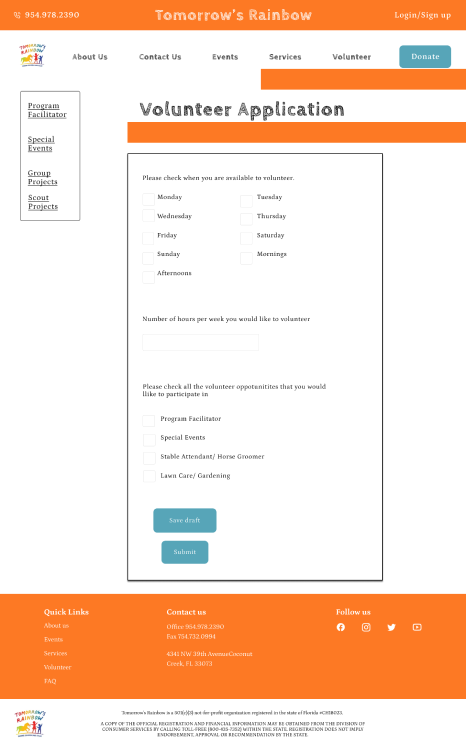 954.978.2390
Tomorrow's Rainbow
Login/Sign up
TOMORROW'S
RAINBOW
About Us
Contact Us
Events
Services
Volunteer
Donate
Program
Facilitator
Special
Events
Group
Projects
Scout
Projects
Volunteer Application
Please check when you are available to volunteer.
Monday
Tuesday
Wednesday
Thursday
Friday
Saturday
Sunday
Mornings
Afternoons
Number of hours per week you would like to volunteer
Please check all the volunteer oppotunitites that you would
llike to participate in
Program Facilitator
Special Events
Stable Attendant/ Horse Groomer
Lawn Care/ Gardening
Save draft
Submit
Quick Links
About us
Events
Services
Volunteer
FAQ
Contact us
Office 954.978.2390
Fax 754.732.0994
4341 NW 39th AvenueCoconut
Creek, FL 33073
Follow us
TOMORROW'S
RAINBOW
Tomorrow's Rainbow is a 501(c)(3) not-for-profit organization registered in the state of Florida #CH18023.
A COPY OF THE OFFICIAL REGISTRATION AND FINANCIAL INFORMATION MAY BE OBTAINED FROM THE DIVISION OF
CONSUMER SERVICES BY CALLING TOLL-FREE (800-435-7352) WITHIN THE STATE. REGISTRATION DOES NOT IMPLY
ENDORSEMENT, APPROVAL OR RECOMMENDATION BY THE STATE.